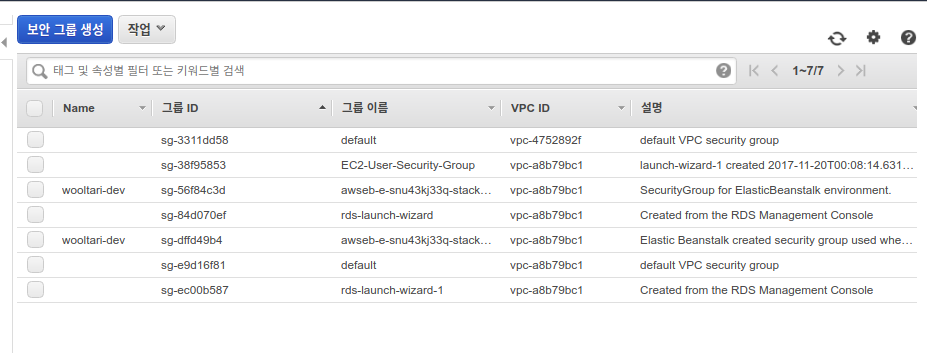 보안 그룹 생성 작업
태그 및 속성별 필터 또는 키워드별 검색 1~7/7
Name 그룹 ID 그룹 이름 VPC ID 설명
sg-3311dd58 default vpc-4752892f default VPC security group
sg-38f95853 EC2-User-Security-Group vpc-a8b79bc1 launch-wizard-1 created 2017-11-20T00:08:14.631...
wooltari-dev sg-56f84c3d awseb-e-snu43kj33q-stack... vpc-a8b79bc1 SecurityGroup for ElasticBeanstalk environment.
sg-84d070ef rds-launch-wizard vpc-a8b79bc1 Created from the RDS Management Console
wooltari-dev sg-dffd49b4 awseb-e-snu43kj33q-stack... vpc-a8b79bc1 Elastic Beanstalk created security group used whe...
sg-e9d16f81 default vpc-a8b79bc1 default VPC security group
sg-ec00b587 rds-launch-wizard-1 vpc-a8b79bc1 Created from the RDS Management Console